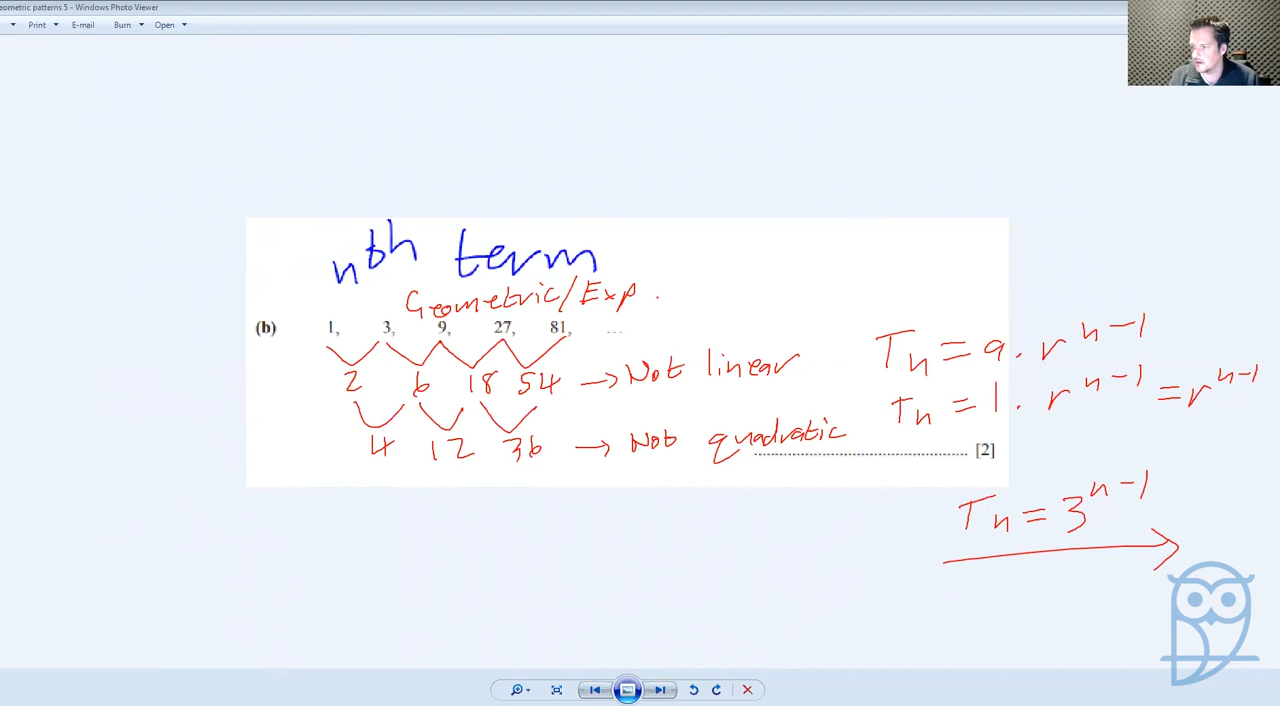 eometric patterns 5 - Windows Photo Viewer
Print E-mail Burn Open
nth term
Geometric/Exp.
(b) 1, 3, 9, 27, 81, ...
2 6 18 54 → Not linear
4 12 36 → Not quadratic
[2]
Tn = a . r^n-1
Tn = 1 . r^n-1 = r^n-1
Tn = 3^n-1